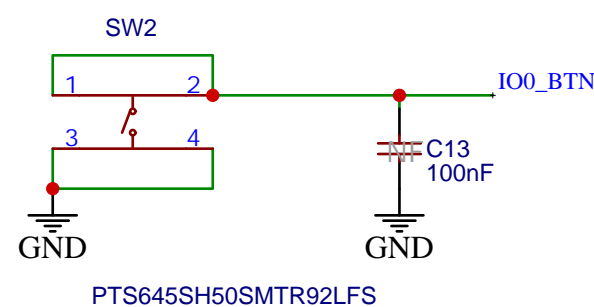 SW2
1 2
IO0_BTN
3 4
NF
C13
100nF
GND
GND
PTS645SH50SMTR92LFS